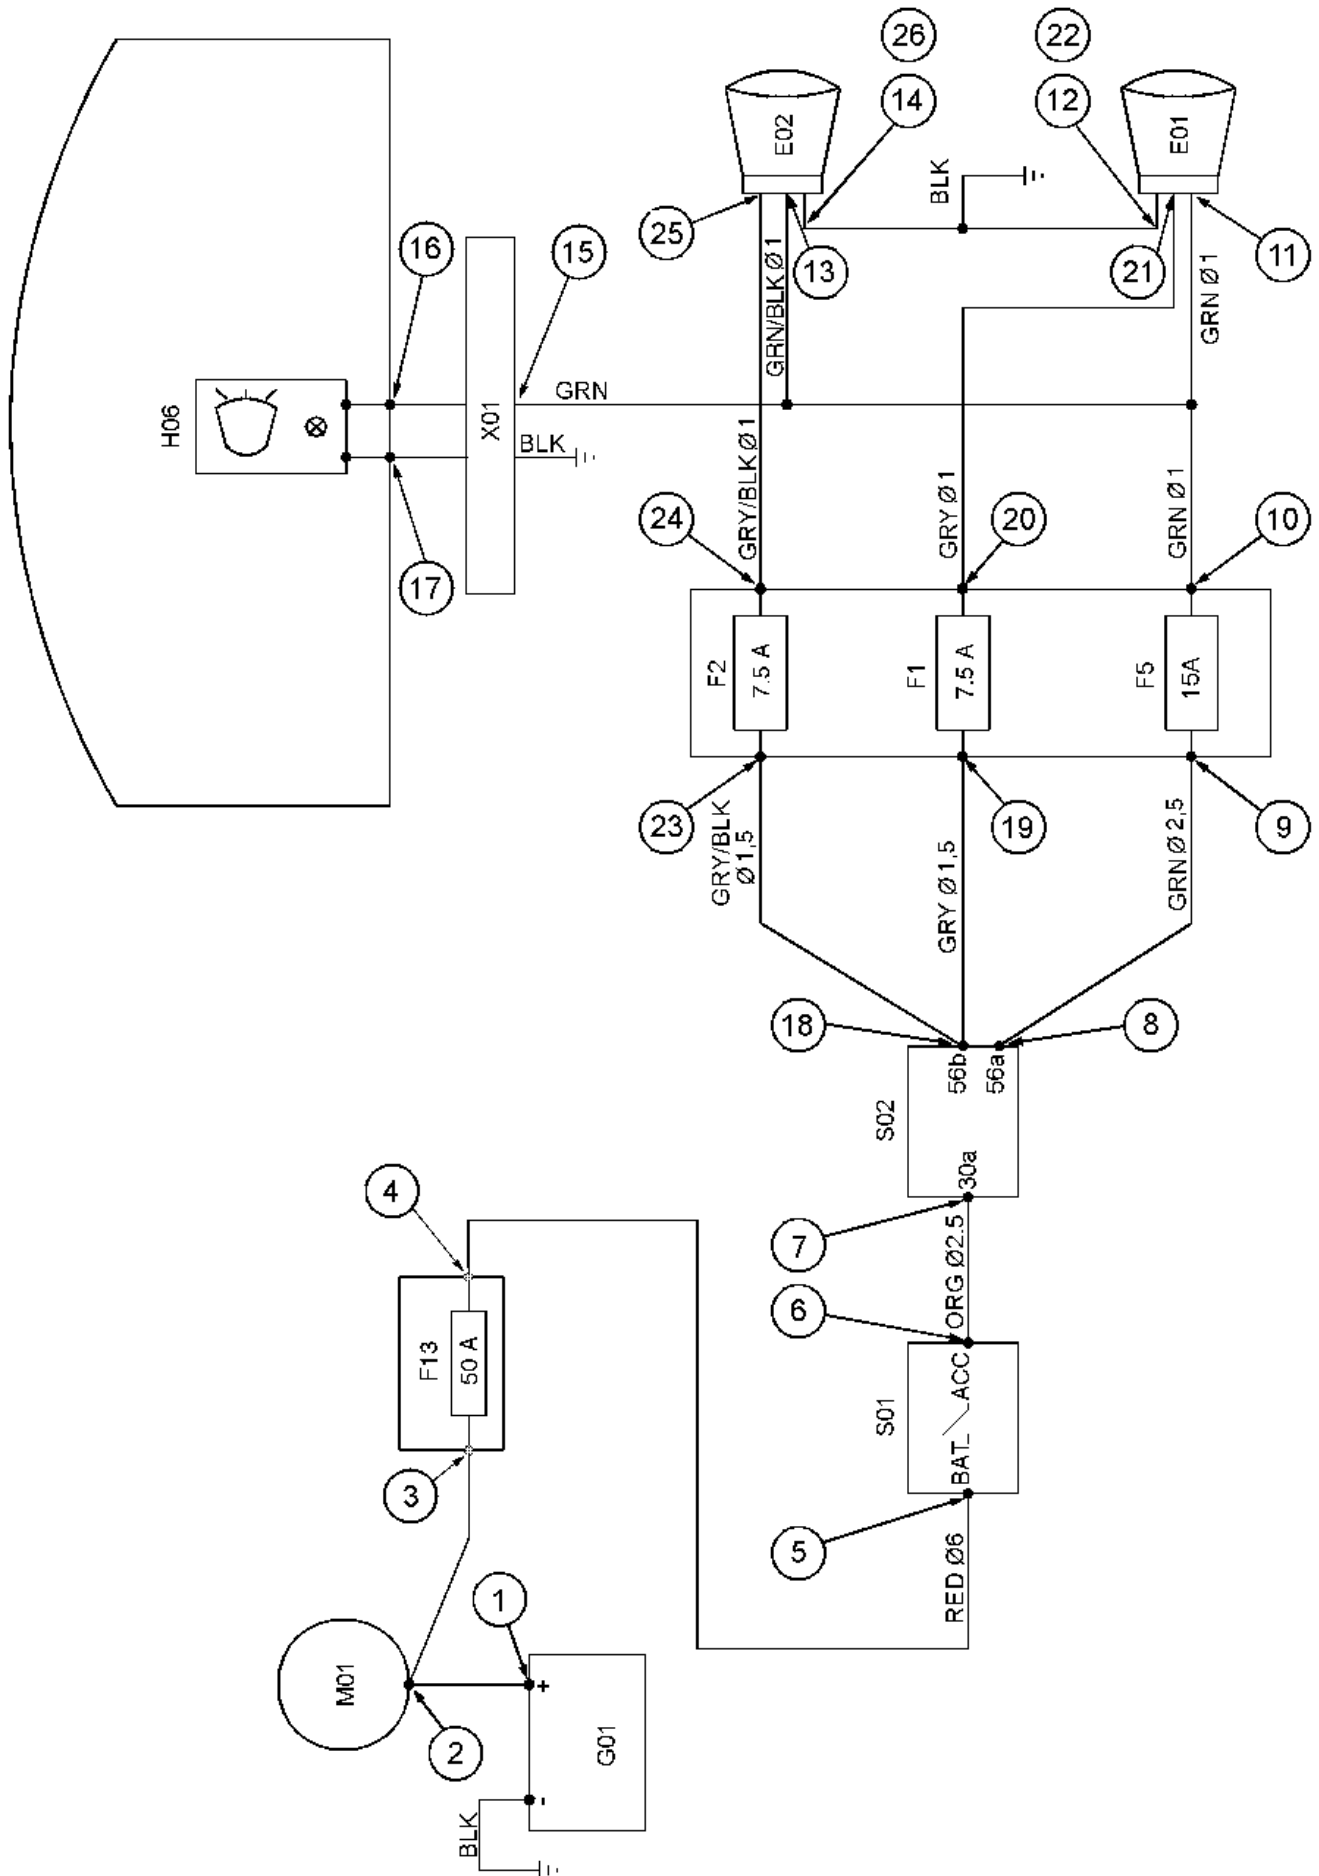 26
22
14
12
E02
E01
BLK
25
13
21
11
16
15
GRN/BLK Ø1
GRN Ø1
GRN
H06
X01
BLK
GRY/BLK Ø1
GRY Ø1
GRN Ø1
24
20
10
17
F2
7.5 A
F1
7.5 A
F5
15A
23
19
9
GRY/BLK
Ø1,5
GRY Ø1,5
GRN Ø2,5
18
8
56b
56a
S02
30a
4
7
ORG Ø2.5
6
F13
50 A
S01
BAT
ACC
3
5
RED Ø6
1
M01
+
2
G01
-
BLK